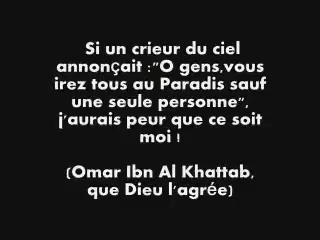 Si un crieur du ciel
annonçait :"O gens,vous
irez tous au Paradis sauf
une seule personne",
j'aurais peur que ce soit
moi !
(Omar Ibn Al Khattab,
que Dieu l'agrée)